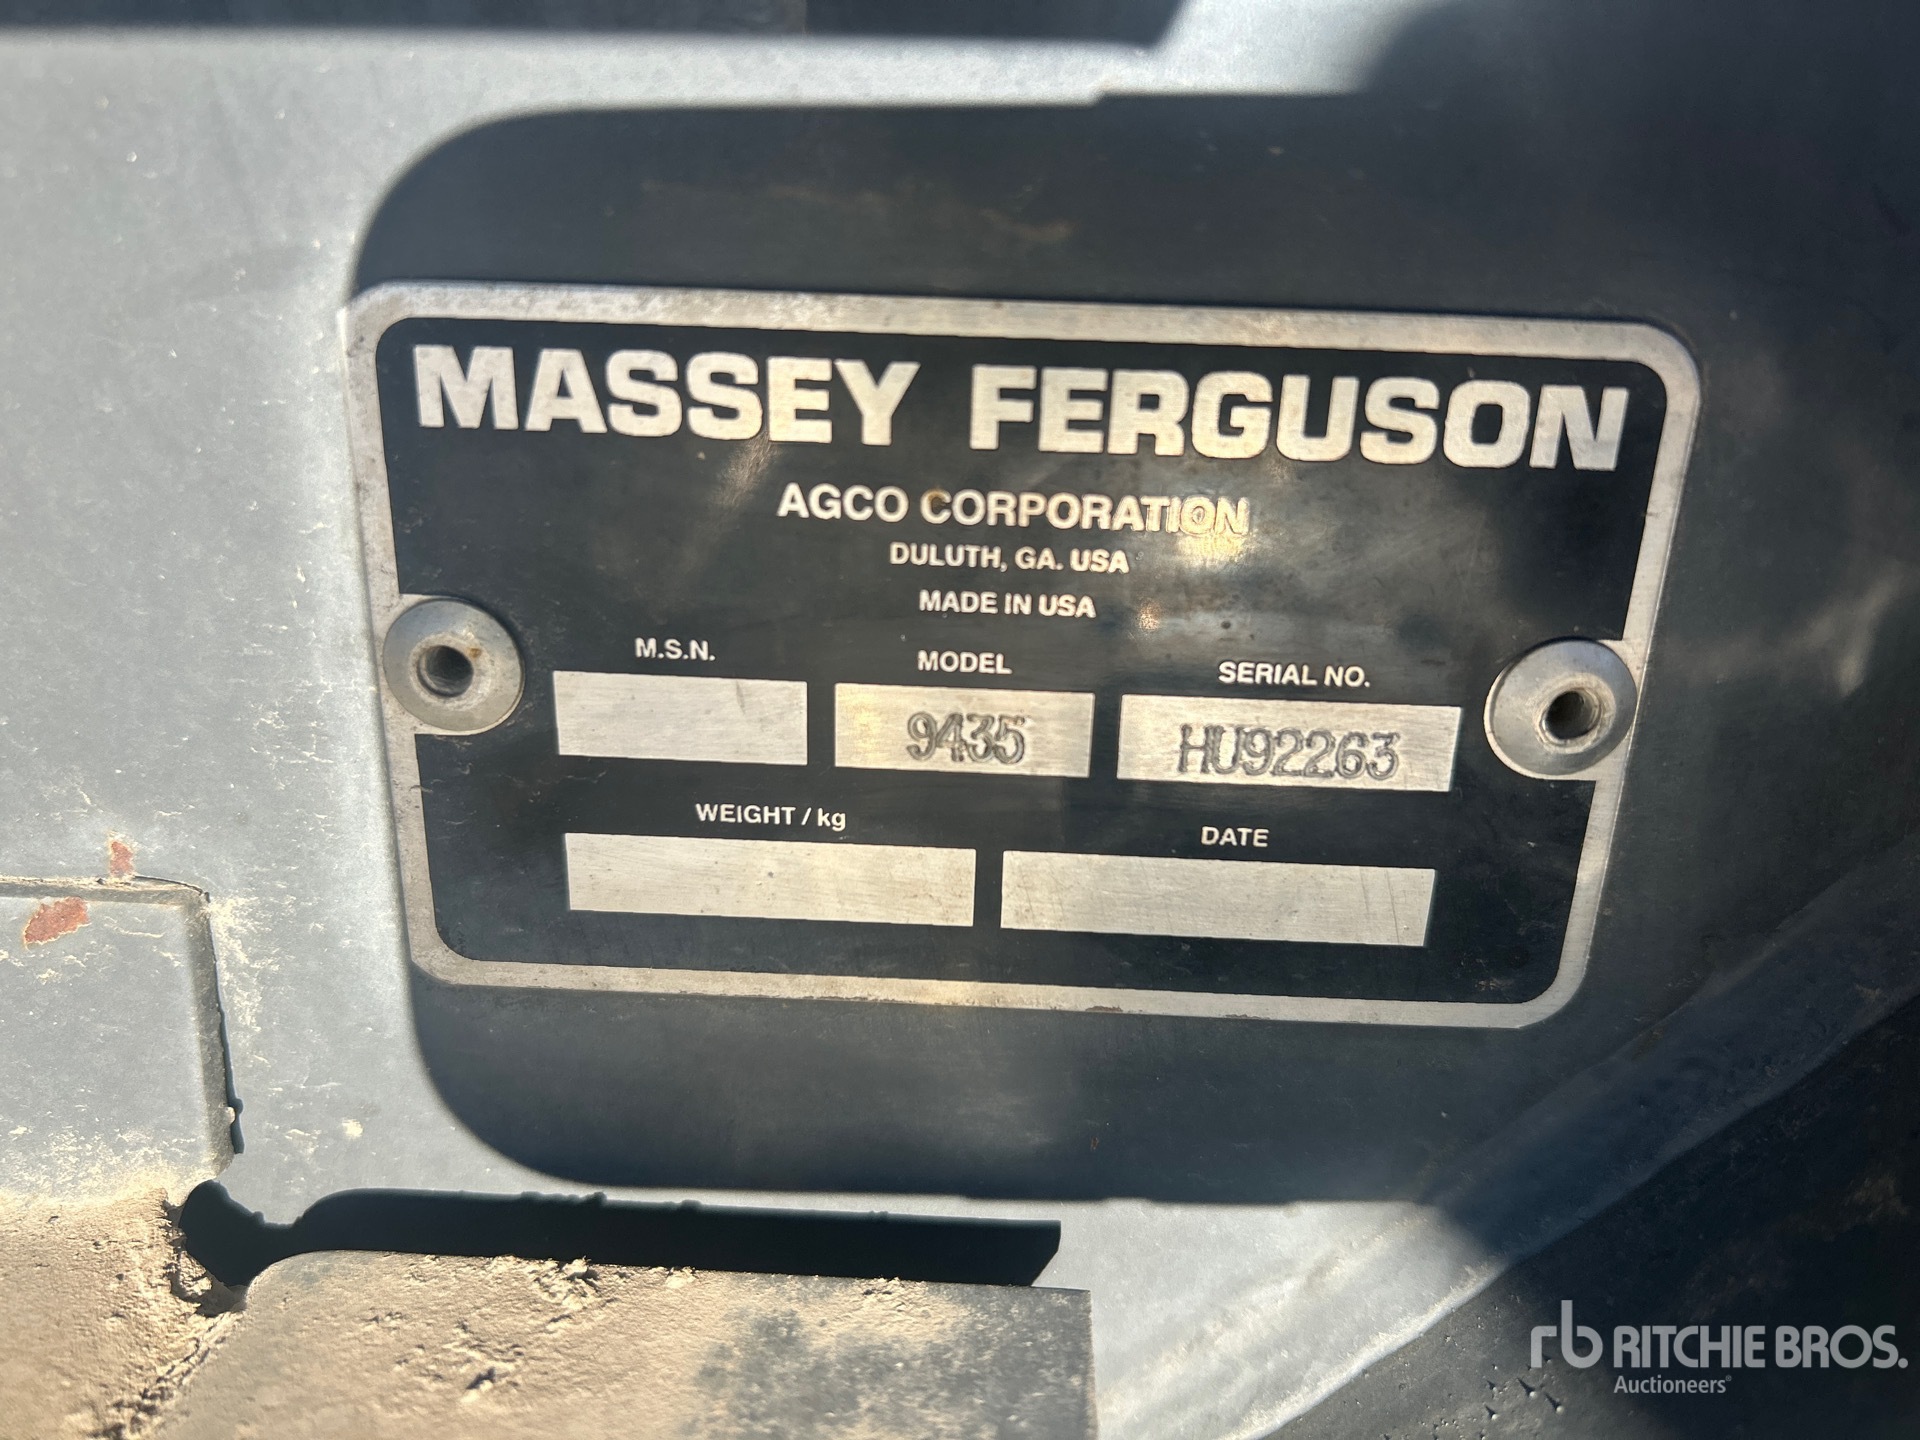 MASSEY FERGUSON
AGCO CORPORATION
DULUTH, GA. USA
MADE IN USA
M.S.N. MODEL SERIAL NO.
9435 HU92263
WEIGHT / kg DATE
rb RITCHIE BROS.
Auctioneers®